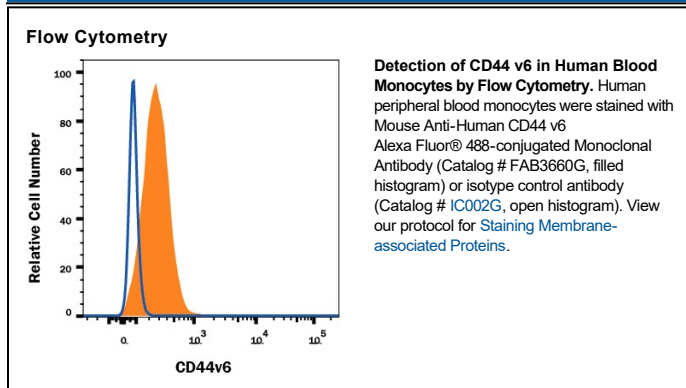 Flow Cytometry
100
80
60
40
20
0
Relative Cell Number
0.
10.3
10.4
10.5
CD44v6
Detection of CD44 v6 in Human Blood
Monocytes by Flow Cytometry. Human
peripheral blood monocytes were stained with
Mouse Anti-Human CD44 v6
Alexa Fluor® 488-conjugated Monoclonal
Antibody (Catalog # FAB3660G, filled
histogram) or isotype control antibody
(Catalog # IC002G, open histogram). View
our protocol for Staining Membrane-
associated Proteins.